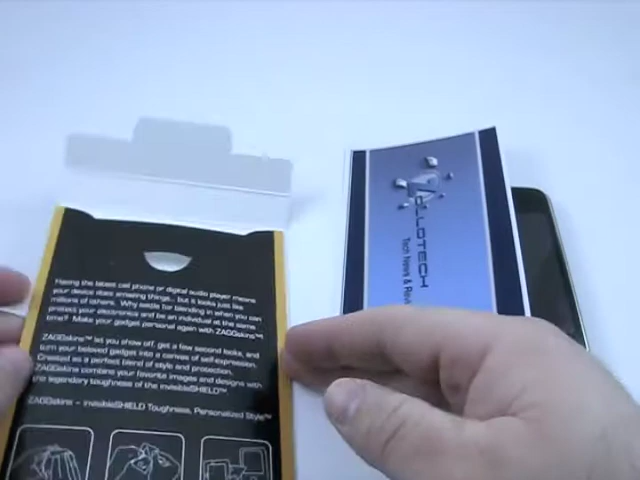 Having the latest cell phone or digital audio player means
your device does amazing things... but it looks just like
millions of others. Why settle for blending in when you can
protect your electronics and be an individual at the same
time? Make your gadget personal again with ZAGGskins.™
ZAGGskins™ let you show off, get a few second looks, and
turn your beloved gadget into a canvas of self-expression.
Created as a perfect blend of style and protection,
ZAGGskins combine your favorite images and designs with
the legendary toughness of the invisibleSHIELD™.
ZAGGskins – invisibleSHIELD Toughness, Personalized Style™
ZOLLOTECH
Tech News &